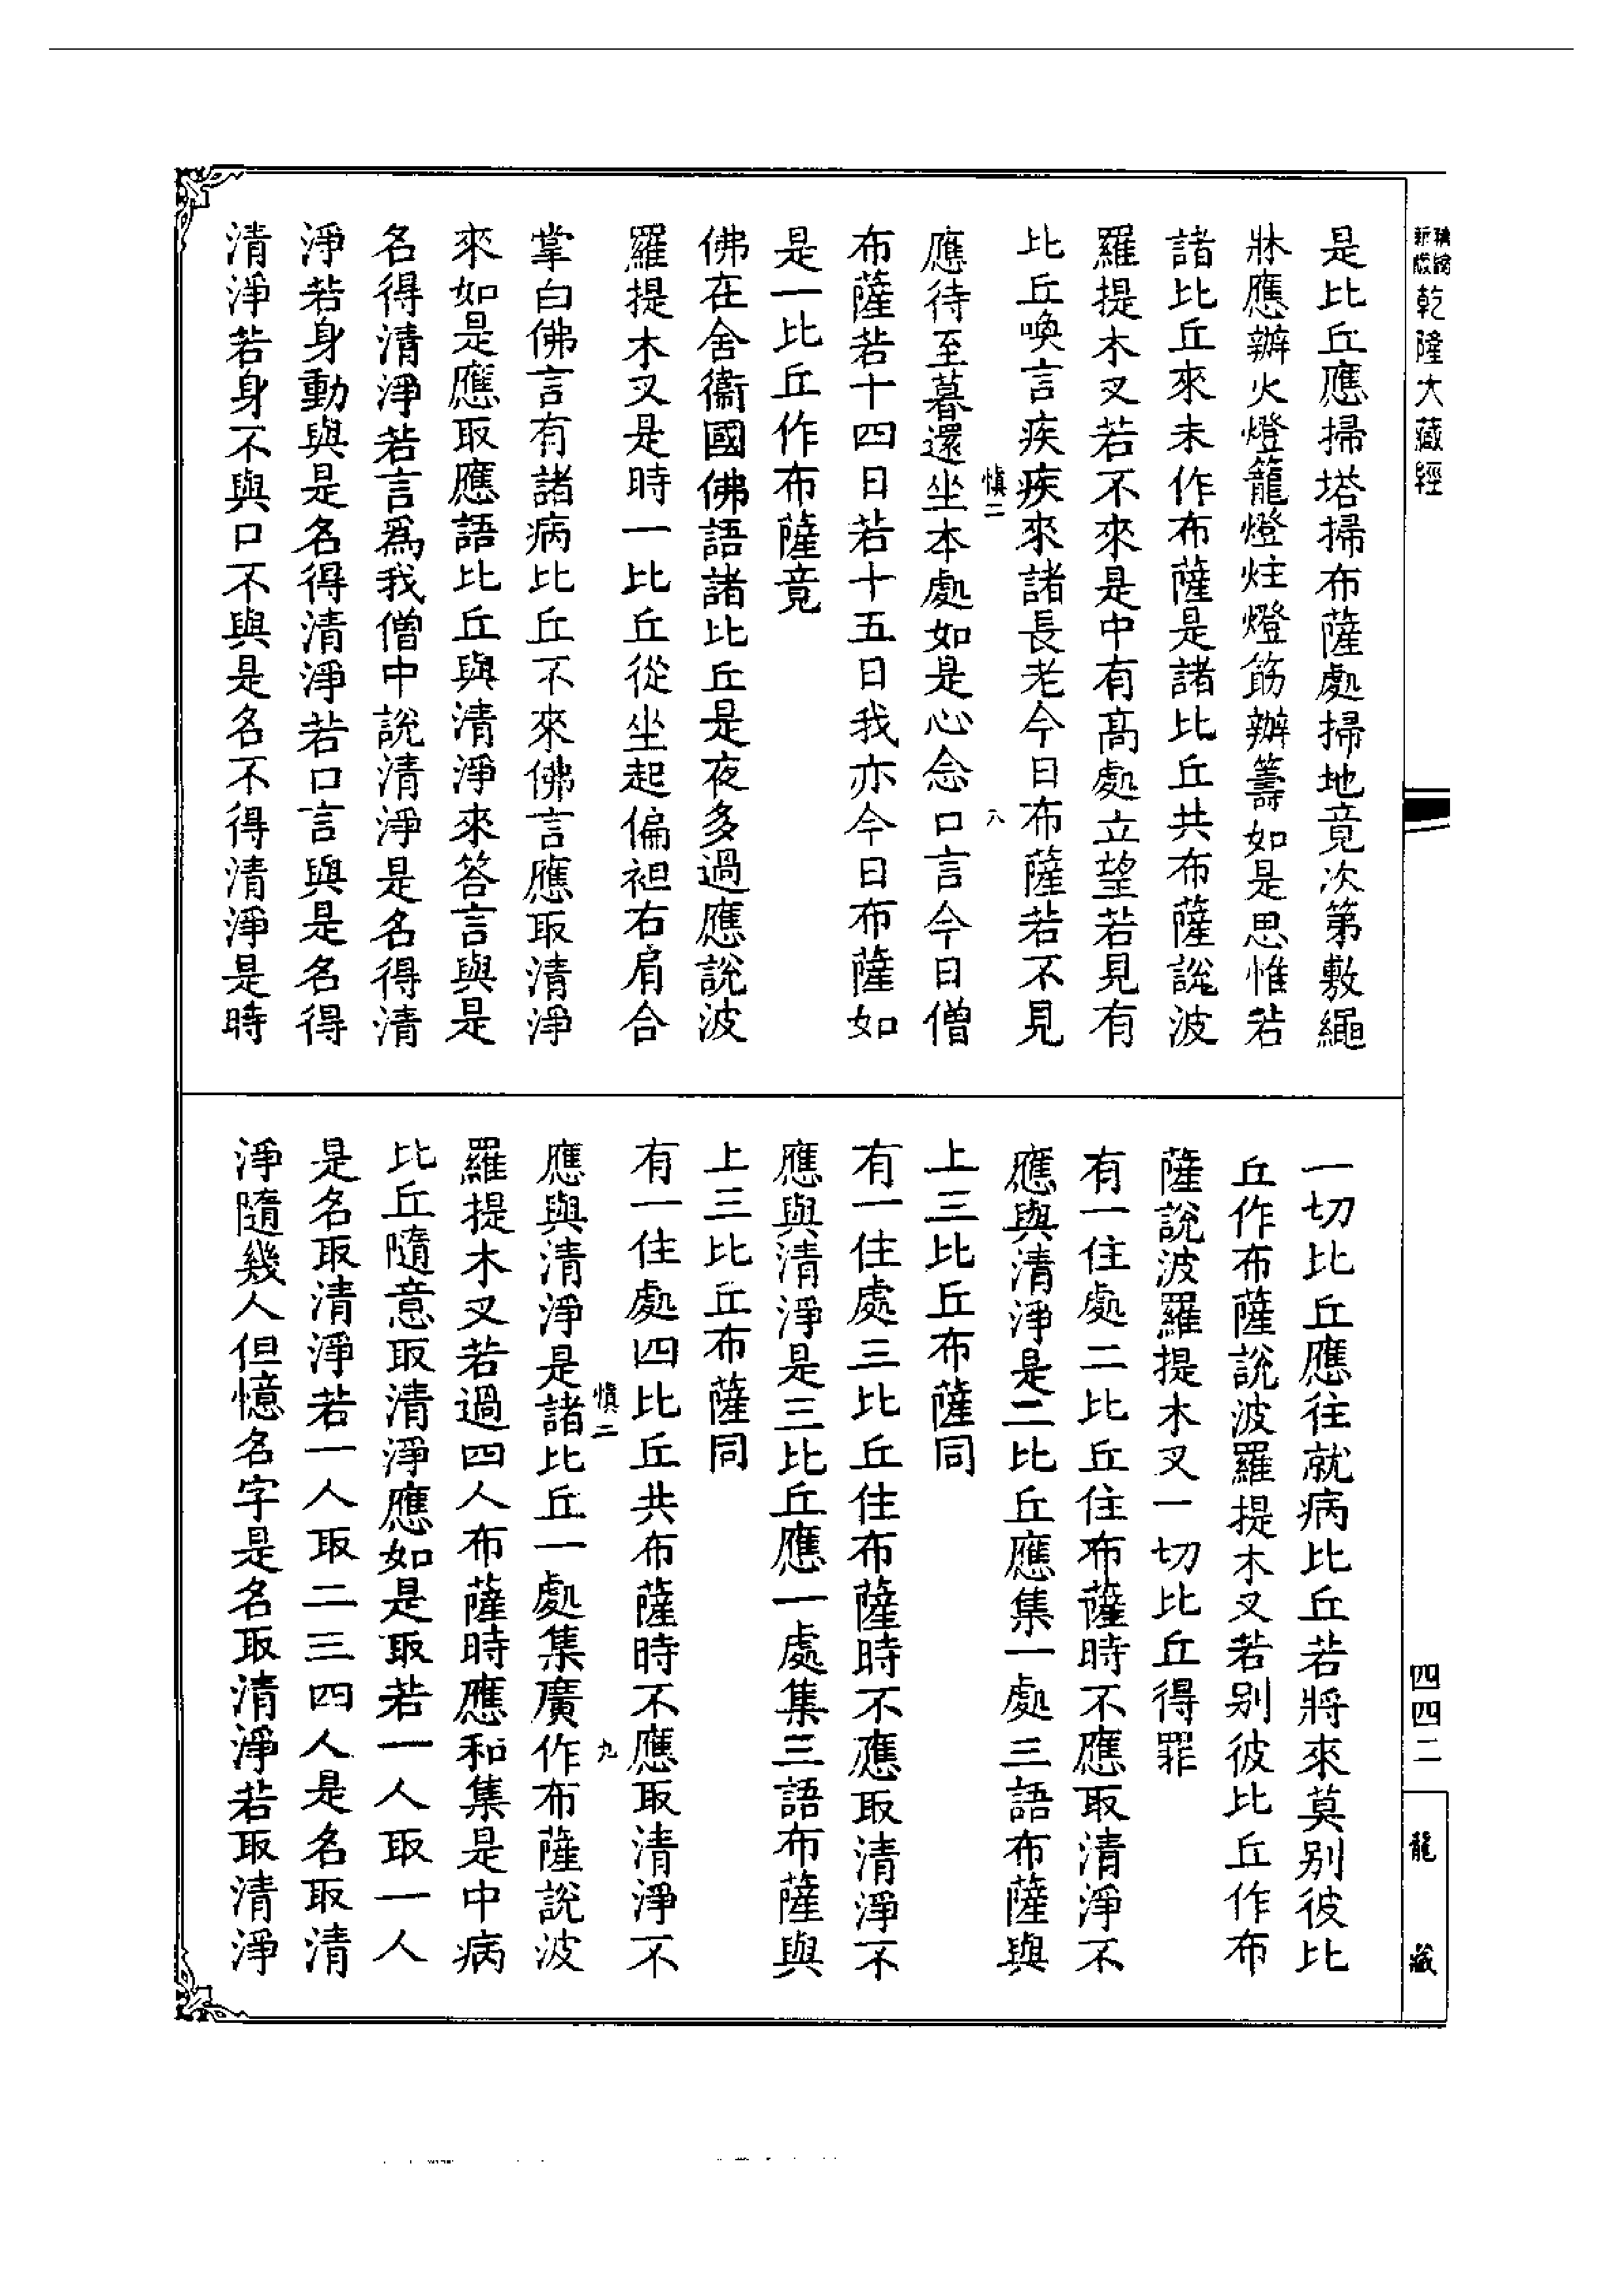 乾隆大藏經
是比丘應掃塔掃布薩處掃地竟次第敷繩
牀應辦火燈籠燈炷燈筯辦籌如是思惟若
諸比丘來未作布薩是諸比丘共布薩說波
羅提木叉若不來是中有高處立望若見有
比丘喚言疾疾來諸長老今日布薩若不見
慎二 八
應待至暮還坐本處如是心念口言今日僧
布薩若十四日若十五日我亦今日布薩如
是一比丘作布薩竟
佛在舍衞國佛語諸比丘是夜多過應說波
羅提木叉是時一比丘從坐起偏袒右肩合
掌白佛言有諸病比丘不來佛言應取清淨
來如是應取應語比丘與清淨來答言與是
名得清淨若言爲我僧中說清淨是名得清
淨若身動與是名得清淨若口言與是名得
清淨若身不與口不與是名不得清淨是時
一切比丘應往就病比丘若將來莫別彼比
丘作布薩說波羅提木叉若別彼比丘作布
薩說波羅提木叉一切比丘得罪
有一住處二比丘住布薩時不應取清淨不
應與清淨是二比丘應集一處三語布薩與
上三比丘布薩同
有一住處三比丘住布薩時不應取清淨不
應與清淨是三比丘應一處集三語布薩與
上三比丘布薩同
有一住處四比丘共布薩時不應取清淨不
慎二 九
應與清淨是諸比丘一處集廣作布薩說波
羅提木叉若過四人布薩時應和集是中病
比丘隨意取清淨應如是取若一人取一人
是名取清淨若一人取二三四人是名取清
淨隨幾人但憶名字是名取清淨若取清淨
四四二
龍藏